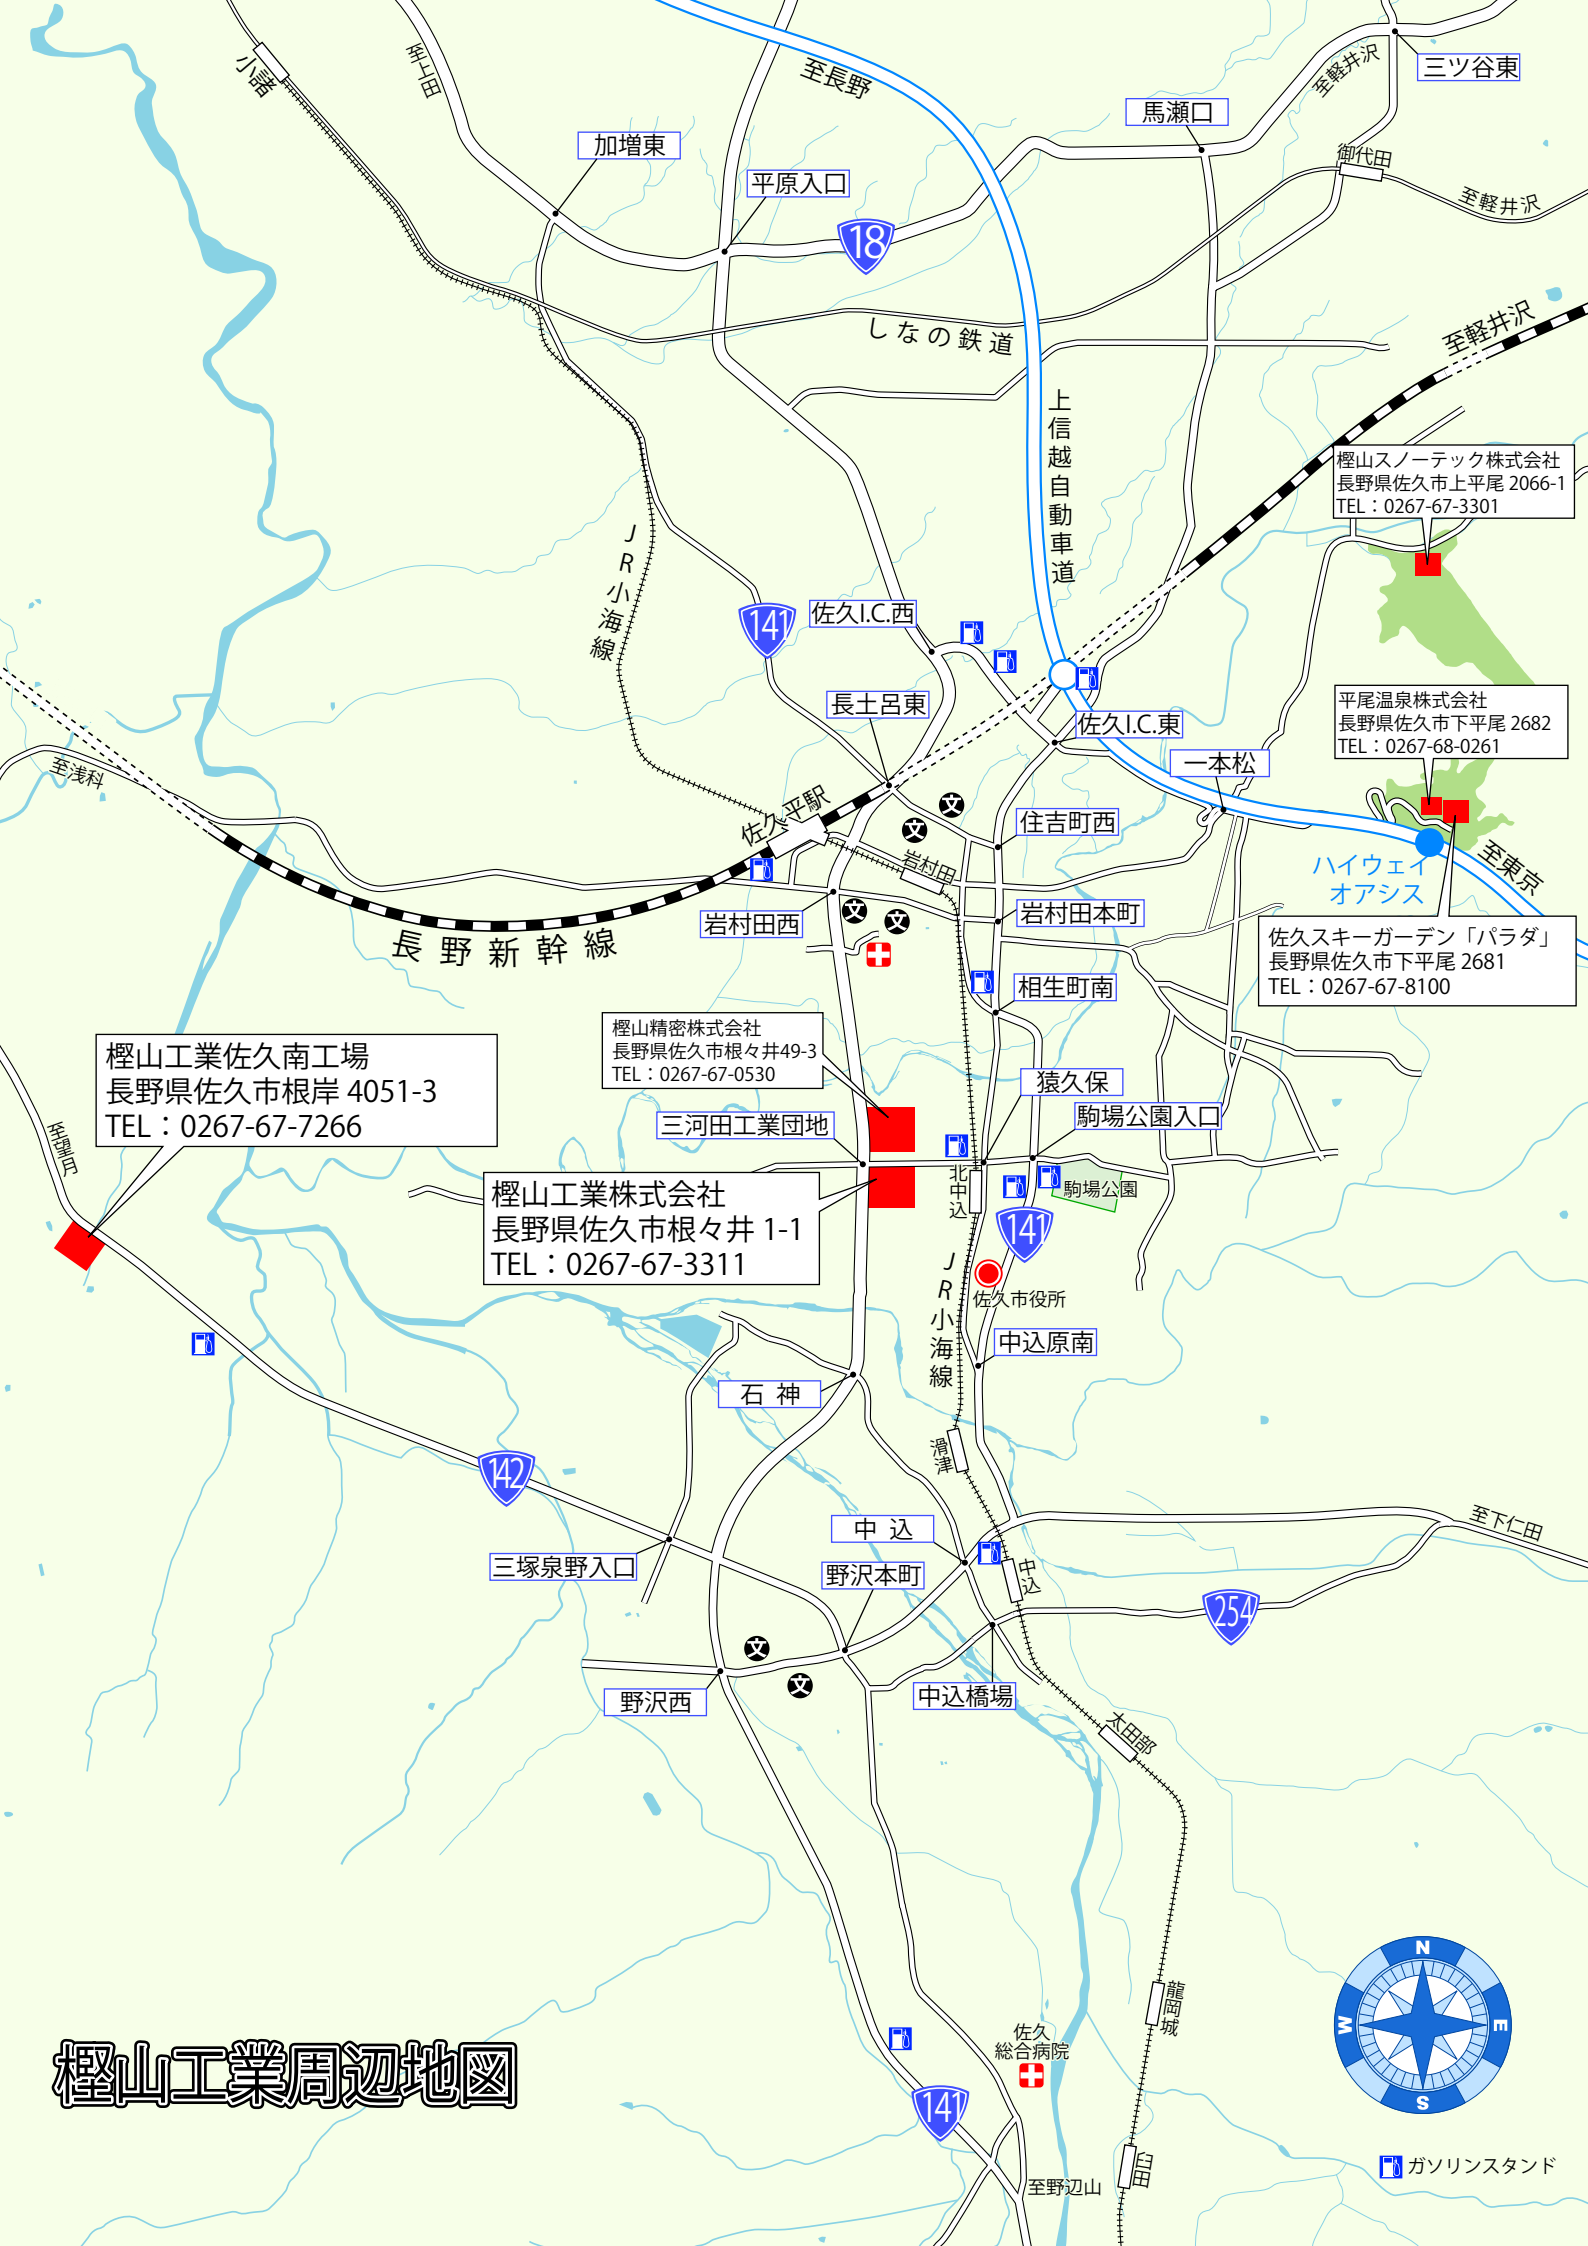 小諸
至上田
至長野
三ツ谷東
至軽井沢
馬瀬口
加増東
平原入口
御代田
至軽井沢
18
しなの鉄道
至軽井沢
上信越自動車道
樫山スノーテック株式会社
長野県佐久市上平尾 2066-1
TEL：0267-67-3301
JR小海線
141
佐久I.C.西
長土呂東
佐久I.C.東
平尾温泉株式会社
長野県佐久市下平尾 2682
TEL：0267-68-0261
一本松
至浅科
佐久平駅
文
文
住吉町西
岩村田
ハイウェイ
オアシス
至東京
岩村田西
文
文
岩村田本町
長野新幹線
佐久スキーガーデン「パラダ」
長野県佐久市下平尾 2681
TEL：0267-67-8100
相生町南
樫山精密株式会社
長野県佐久市根々井49-3
TEL：0267-67-0530
樫山工業佐久南工場
長野県佐久市根岸 4051-3
TEL：0267-67-7266
猿久保
駒場公園入口
三河田工業団地
至望月
樫山工業株式会社
長野県佐久市根々井 1-1
TEL：0267-67-3311
北中込
駒場公園
141
JR小海線
佐久市役所
中込原南
石神
滑津
142
中込
至下仁田
三塚泉野入口
野沢本町
中込
254
文
文
野沢西
中込橋場
太田部
龍岡城
佐久
総合病院
N
W
E
S
樫山工業周辺地図
141
臼田
至野辺山
ガソリンスタンド